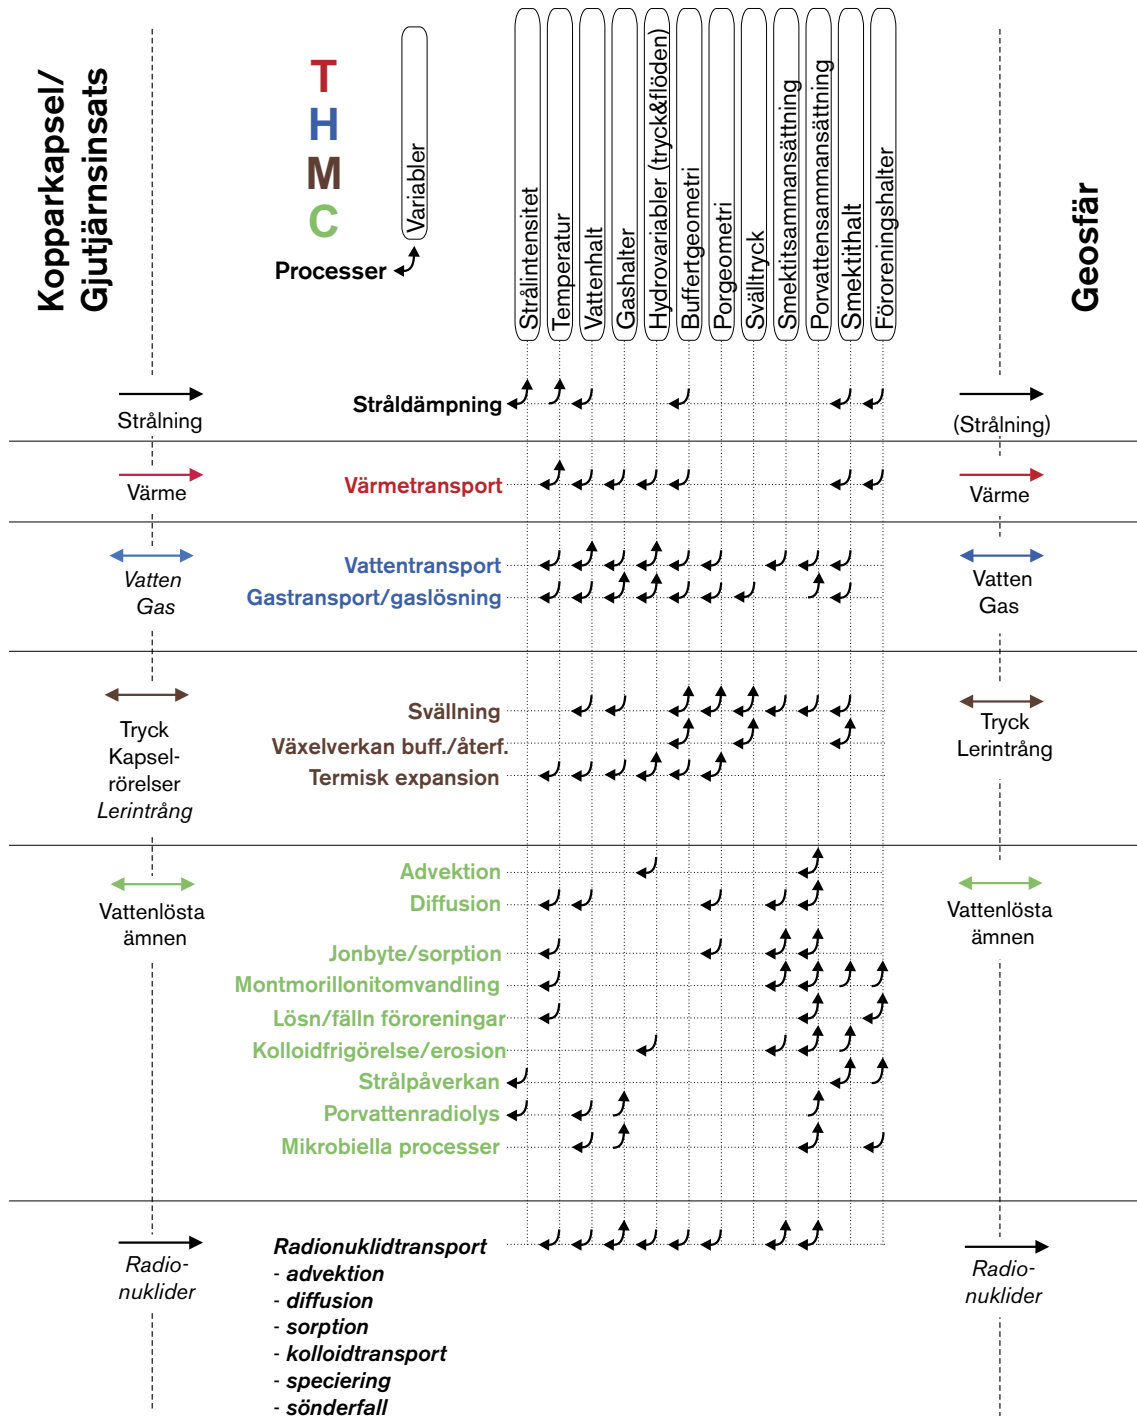 Kopparkapsel/
Gjutjärnsinsats
T
H
M
C
Variabler
Processer
Strålintensitet
Temperatur
Vattenhalt
Gashalter
Hydrovariabler (tryck&flöden)
Buffertgeometri
Porgeometri
Svälltryck
Smektitsammansättning
Porvattensammansättning
Smektithalt
Föroreningshalter
Geosfär
Strålning
Stråldämpning
(Strålning)
Värme
Värmetransport
Värme
Vatten
Gas
Vattentransport
Gastransport/gaslösning
Vatten
Gas
Tryck
Kapsel-
rörelser
Lerintrång
Svällning
Växelverkan buff./återf.
Termisk expansion
Tryck
Lerintrång
Vattenlösta
ämnen
Advektion
Diffusion
Jonbyte/sorption
Montmorillonitomvandling
Lösn/fälln föroreningar
Kolloidfrigörelse/erosion
Strålpåverkan
Porvattenradiolys
Mikrobiella processer
Vattenlösta
ämnen
Radio-
nuklider
Radionuklidtransport
- advektion
- diffusion
- sorption
- kolloidtransport
- speciering
- sönderfall
Radio-
nuklider